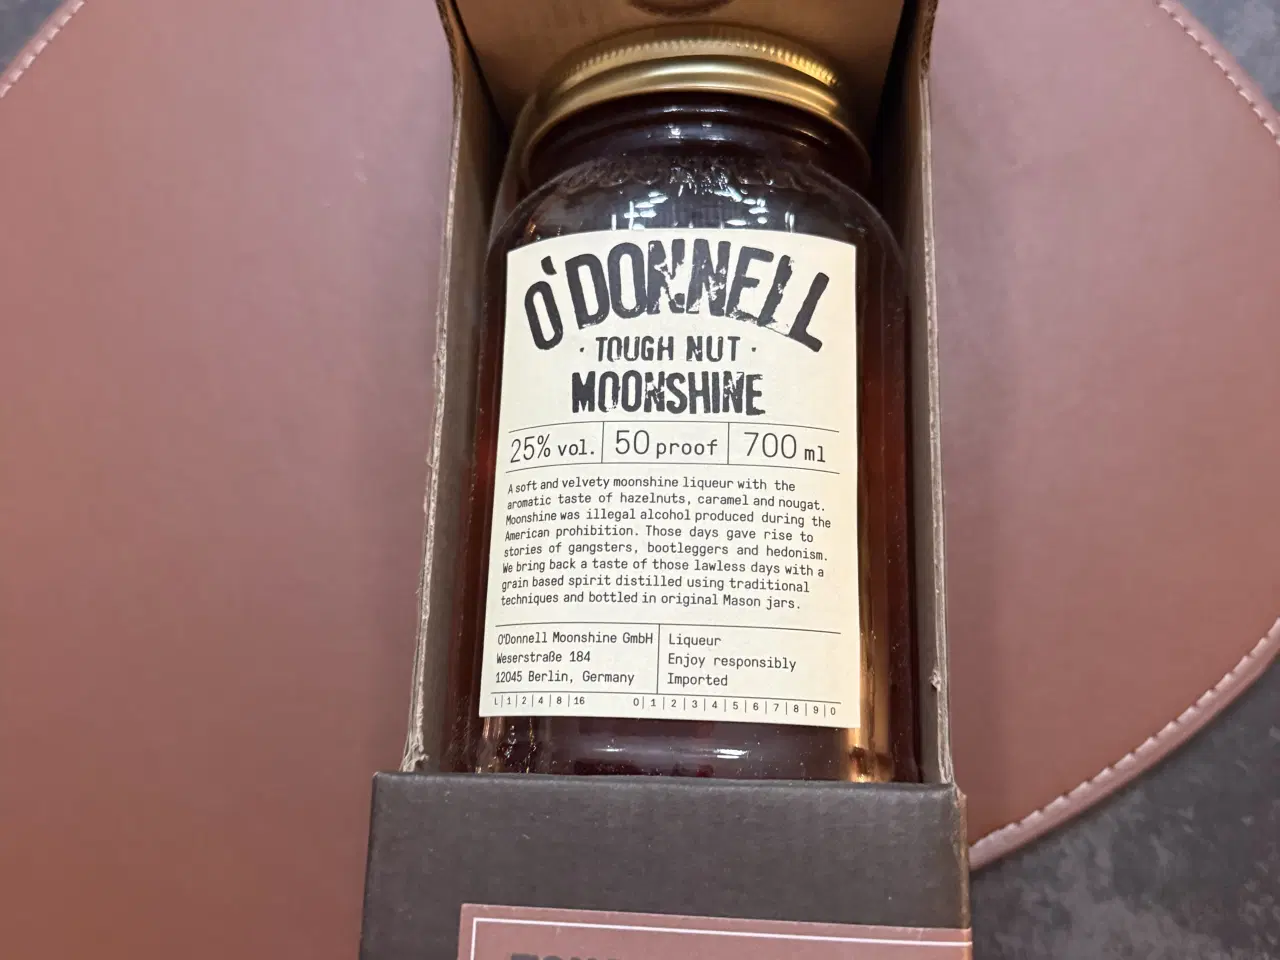 O'DONNELL
· TOUGH NUT ·
MOONSHINE
25% vol. 50 proof 700 ml
A soft and velvety moonshine liqueur with the
aromatic taste of hazelnuts, caramel and nougat.
Moonshine was illegal alcohol produced during the
American prohibition. Those days gave rise to
stories of gangsters, bootleggers and hedonism.
We bring back a taste of those lawless days with a
grain based spirit distilled using traditional
techniques and bottled in original Mason jars.
O'Donnell Moonshine GmbH
Weserstraße 184
12045 Berlin, Germany
Liqueur
Enjoy responsibly
Imported
L|1|2|4|8|16 0|1|2|3|4|5|6|7|8|9|0